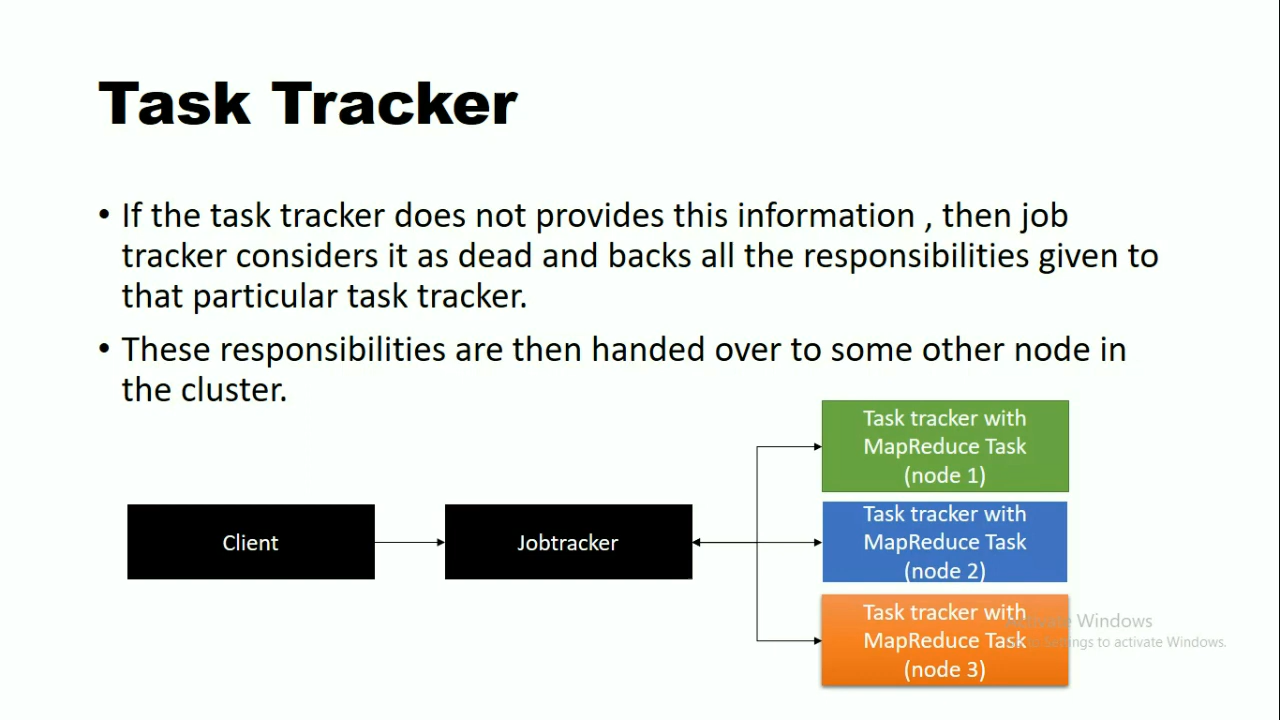 Task Tracker
• If the task tracker does not provides this information , then job
tracker considers it as dead and backs all the responsibilities given to
that particular task tracker.
• These responsibilities are then handed over to some other node in
the cluster.
Task tracker with
MapReduce Task
(node 1)
Client
Jobtracker
Task tracker with
MapReduce Task
(node 2)
Task tracker with
MapReduce Task
(node 3)
Windows
to activate Windows.